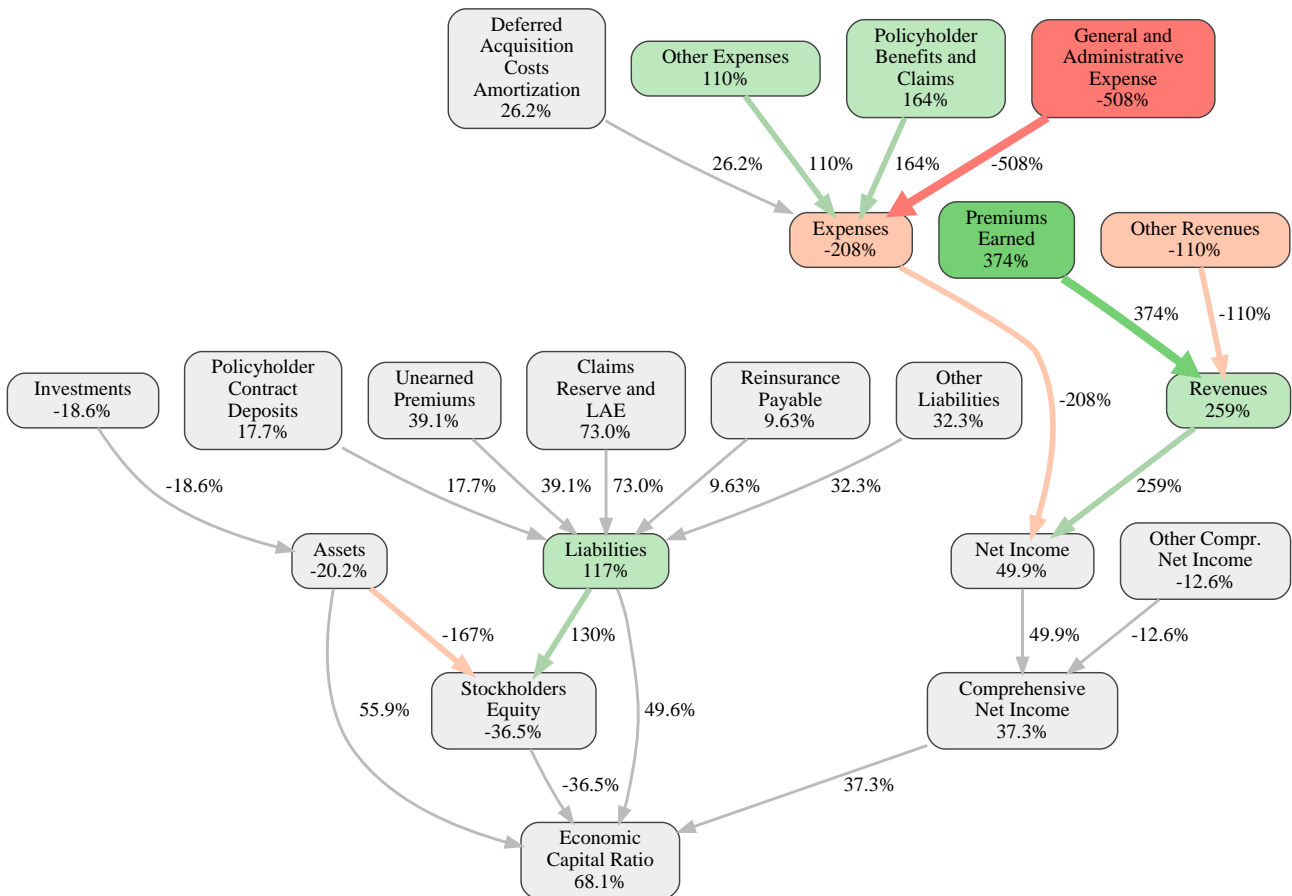 Deferred
Acquisition
Costs
Amortization
26.2%
Other Expenses
110%
Policyholder
Benefits and
Claims
164%
General and
Administrative
Expense
-508%
26.2%
110%
164%
-508%
Expenses
-208%
Premiums
Earned
374%
Other Revenues
-110%
374%
-110%
Investments
-18.6%
Policyholder
Contract
Deposits
17.7%
Unearned
Premiums
39.1%
Claims
Reserve and
LAE
73.0%
Reinsurance
Payable
9.63%
Other
Liabilities
32.3%
-208%
Revenues
259%
-18.6%
17.7%
39.1%
73.0%
9.63%
32.3%
259%
Assets
-20.2%
Liabilities
117%
Net Income
49.9%
Other Compr.
Net Income
-12.6%
-167%
130%
49.9%
-12.6%
55.9%
Stockholders
Equity
-36.5%
49.6%
Comprehensive
Net Income
37.3%
-36.5%
37.3%
Economic
Capital Ratio
68.1%